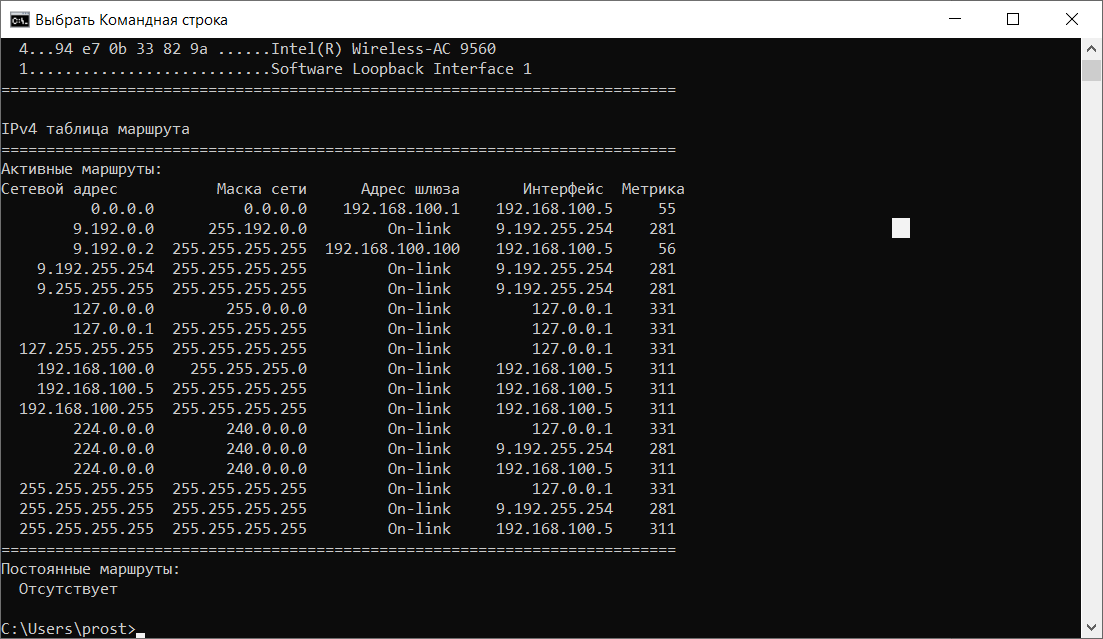 Выбрать Командная строка
4...94 e7 0b 33 82 9a ......Intel(R) Wireless-AC 9560
1...........................Software Loopback Interface 1
===========================================================================
IPv4 таблица маршрута
===========================================================================
Активные маршруты:
Сетевой адрес Маска сети Адрес шлюза Интерфейс Метрика
0.0.0.0 0.0.0.0 192.168.100.1 192.168.100.5 55
9.192.0.0 255.192.0.0 On-link 9.192.255.254 281
9.192.0.2 255.255.255.255 192.168.100.100 192.168.100.5 56
9.192.255.254 255.255.255.255 On-link 9.192.255.254 281
9.255.255.255 255.255.255.255 On-link 9.192.255.254 281
127.0.0.0 255.0.0.0 On-link 127.0.0.1 331
127.0.0.1 255.255.255.255 On-link 127.0.0.1 331
127.255.255.255 255.255.255.255 On-link 127.0.0.1 331
192.168.100.0 255.255.255.0 On-link 192.168.100.5 311
192.168.100.5 255.255.255.255 On-link 192.168.100.5 311
192.168.100.255 255.255.255.255 On-link 192.168.100.5 311
224.0.0.0 240.0.0.0 On-link 127.0.0.1 331
224.0.0.0 240.0.0.0 On-link 9.192.255.254 281
224.0.0.0 240.0.0.0 On-link 192.168.100.5 311
255.255.255.255 255.255.255.255 On-link 127.0.0.1 331
255.255.255.255 255.255.255.255 On-link 9.192.255.254 281
255.255.255.255 255.255.255.255 On-link 192.168.100.5 311
===========================================================================
Постоянные маршруты:
Отсутствует
C:\Users\prost>